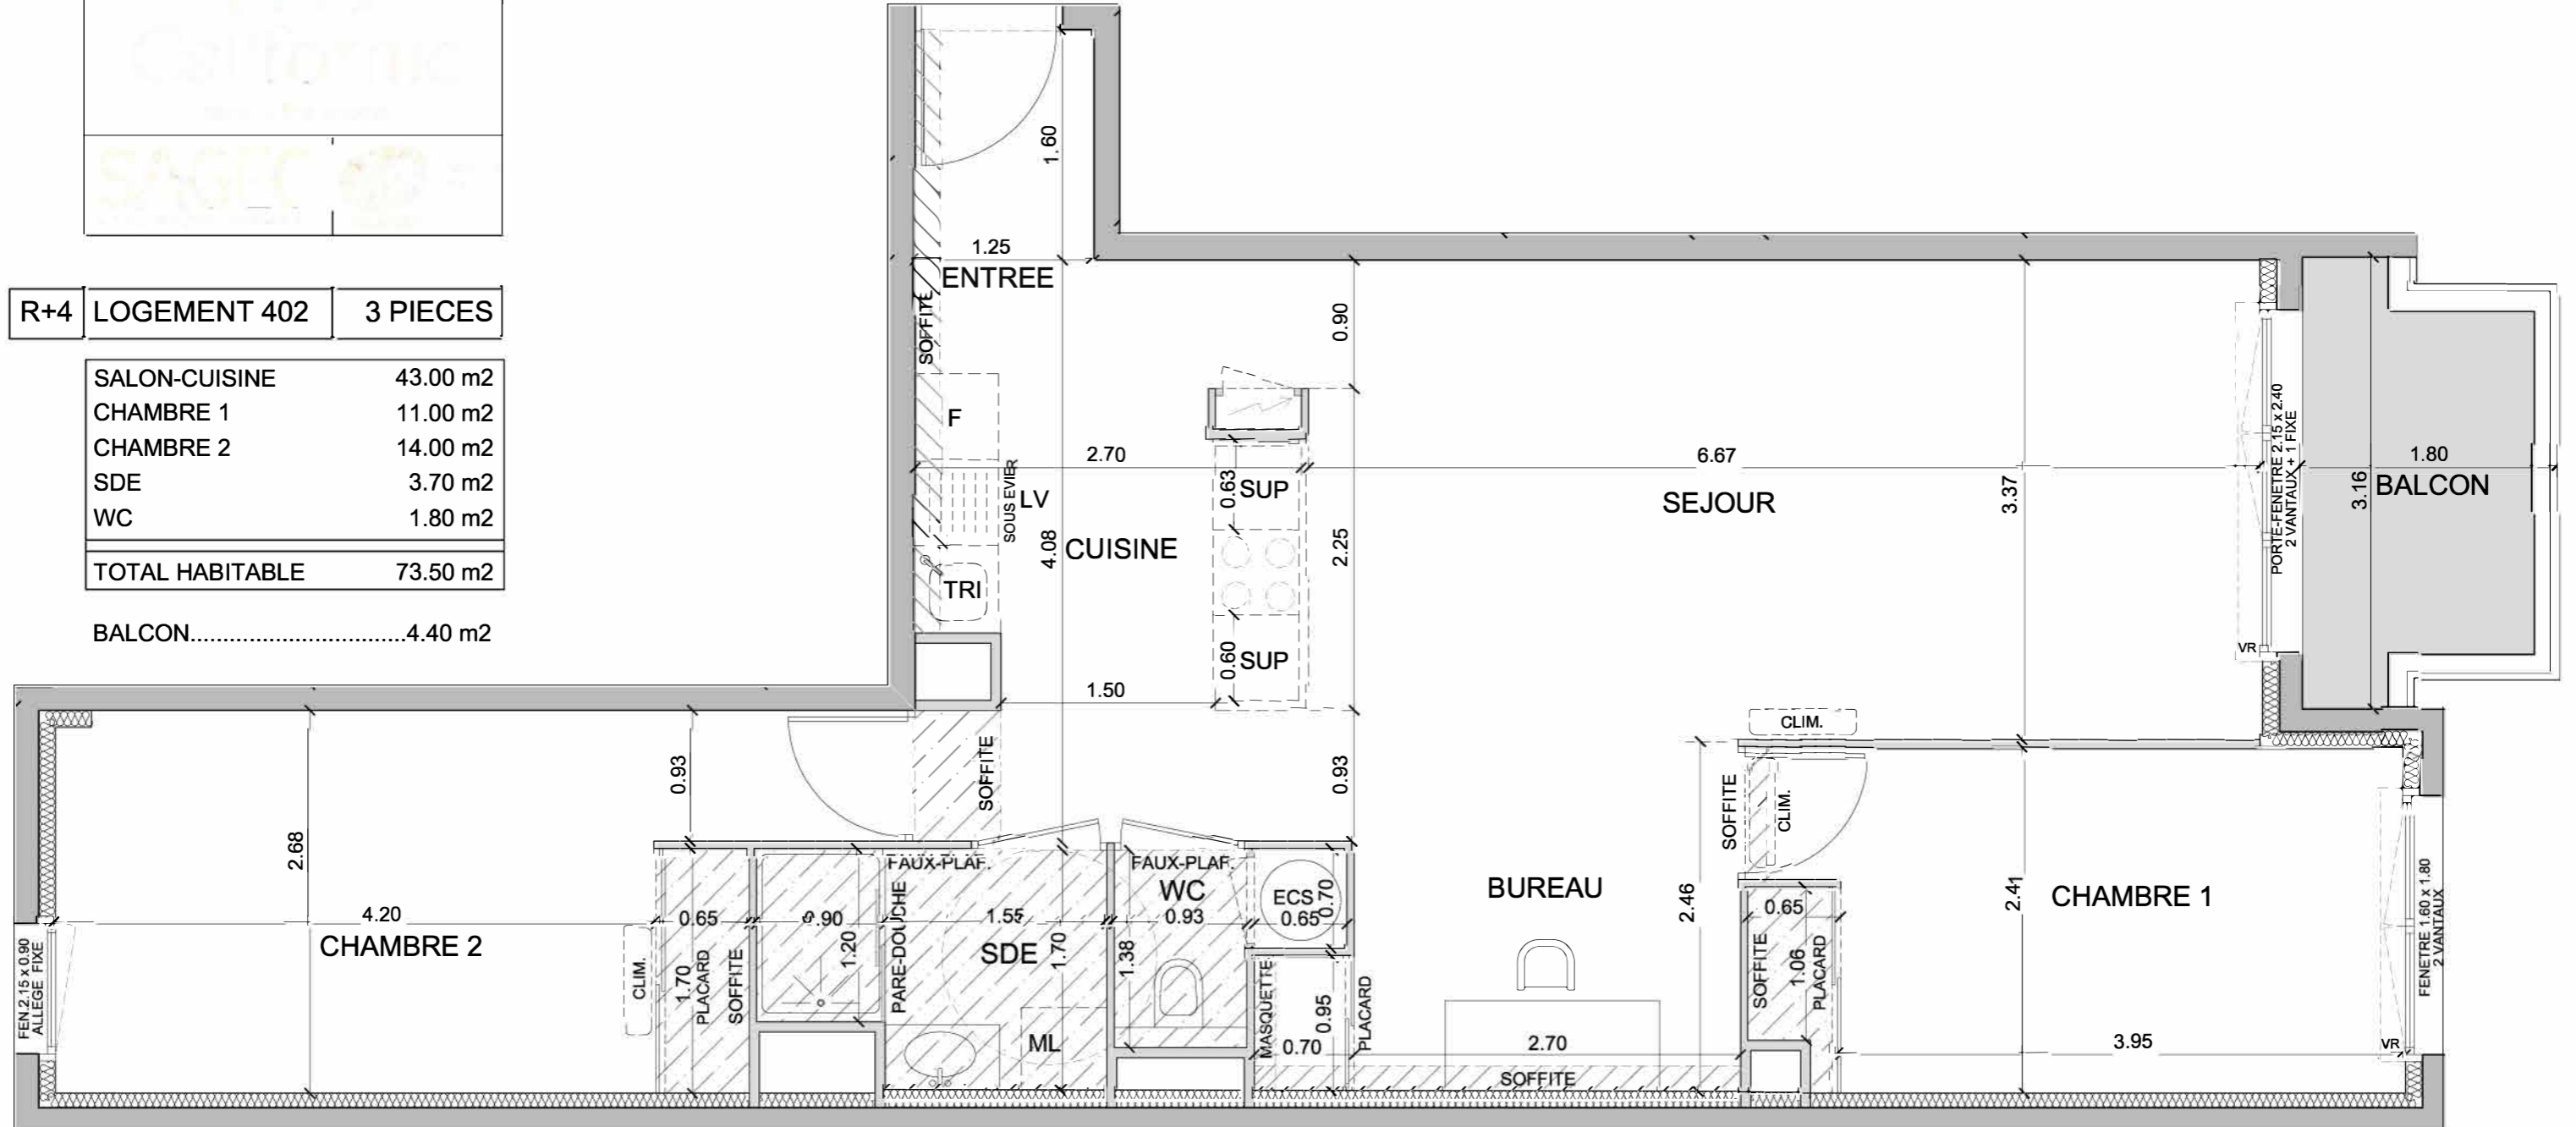 Californie
SAGEC
R+4 LOGEMENT 402 3 PIECES
SALON-CUISINE 43.00 m2
CHAMBRE 1 11.00 m2
CHAMBRE 2 14.00 m2
SDE 3.70 m2
WC 1.80 m2
TOTAL HABITABLE 73.50 m2
BALCON.................................4.40 m2
1.60
1.25
ENTREE
SOFFITE
0.90
F
2.70
6.67
1.80
SOUS EVIER
LV
0.63
SUP
SEJOUR
3.37
PORTE-FENETRE 2.15 x 2.40
2 VANTAUX + 1 FIXE
3.16
BALCON
4.08
CUISINE
2.25
TRI
0.60
SUP
VR
1.50
CLIM.
0.93
SOFFITE
0.93
SOFFITE
CLIM.
2.68
FAUX-PLAF.
FAUX-PLAF.
WC
ECS
0.70
BUREAU
2.46
2.41
CHAMBRE 1
FENETRE 1.60 x 1.80
2 VANTAUX
4.20
0.65
0.90
1.55
0.93
0.65
0.65
CHAMBRE 2
FEN.2.15 x 0.90
ALLEGE FIXE
CLIM.
1.70
PLACARD
SOFFITE
1.20
PARE-DOUCHE
SDE
1.70
1.38
MASQUETTE
0.95
PLACARD
SOFFITE
1.06
PLACARD
ML
0.70
2.70
3.95
VR
SOFFITE